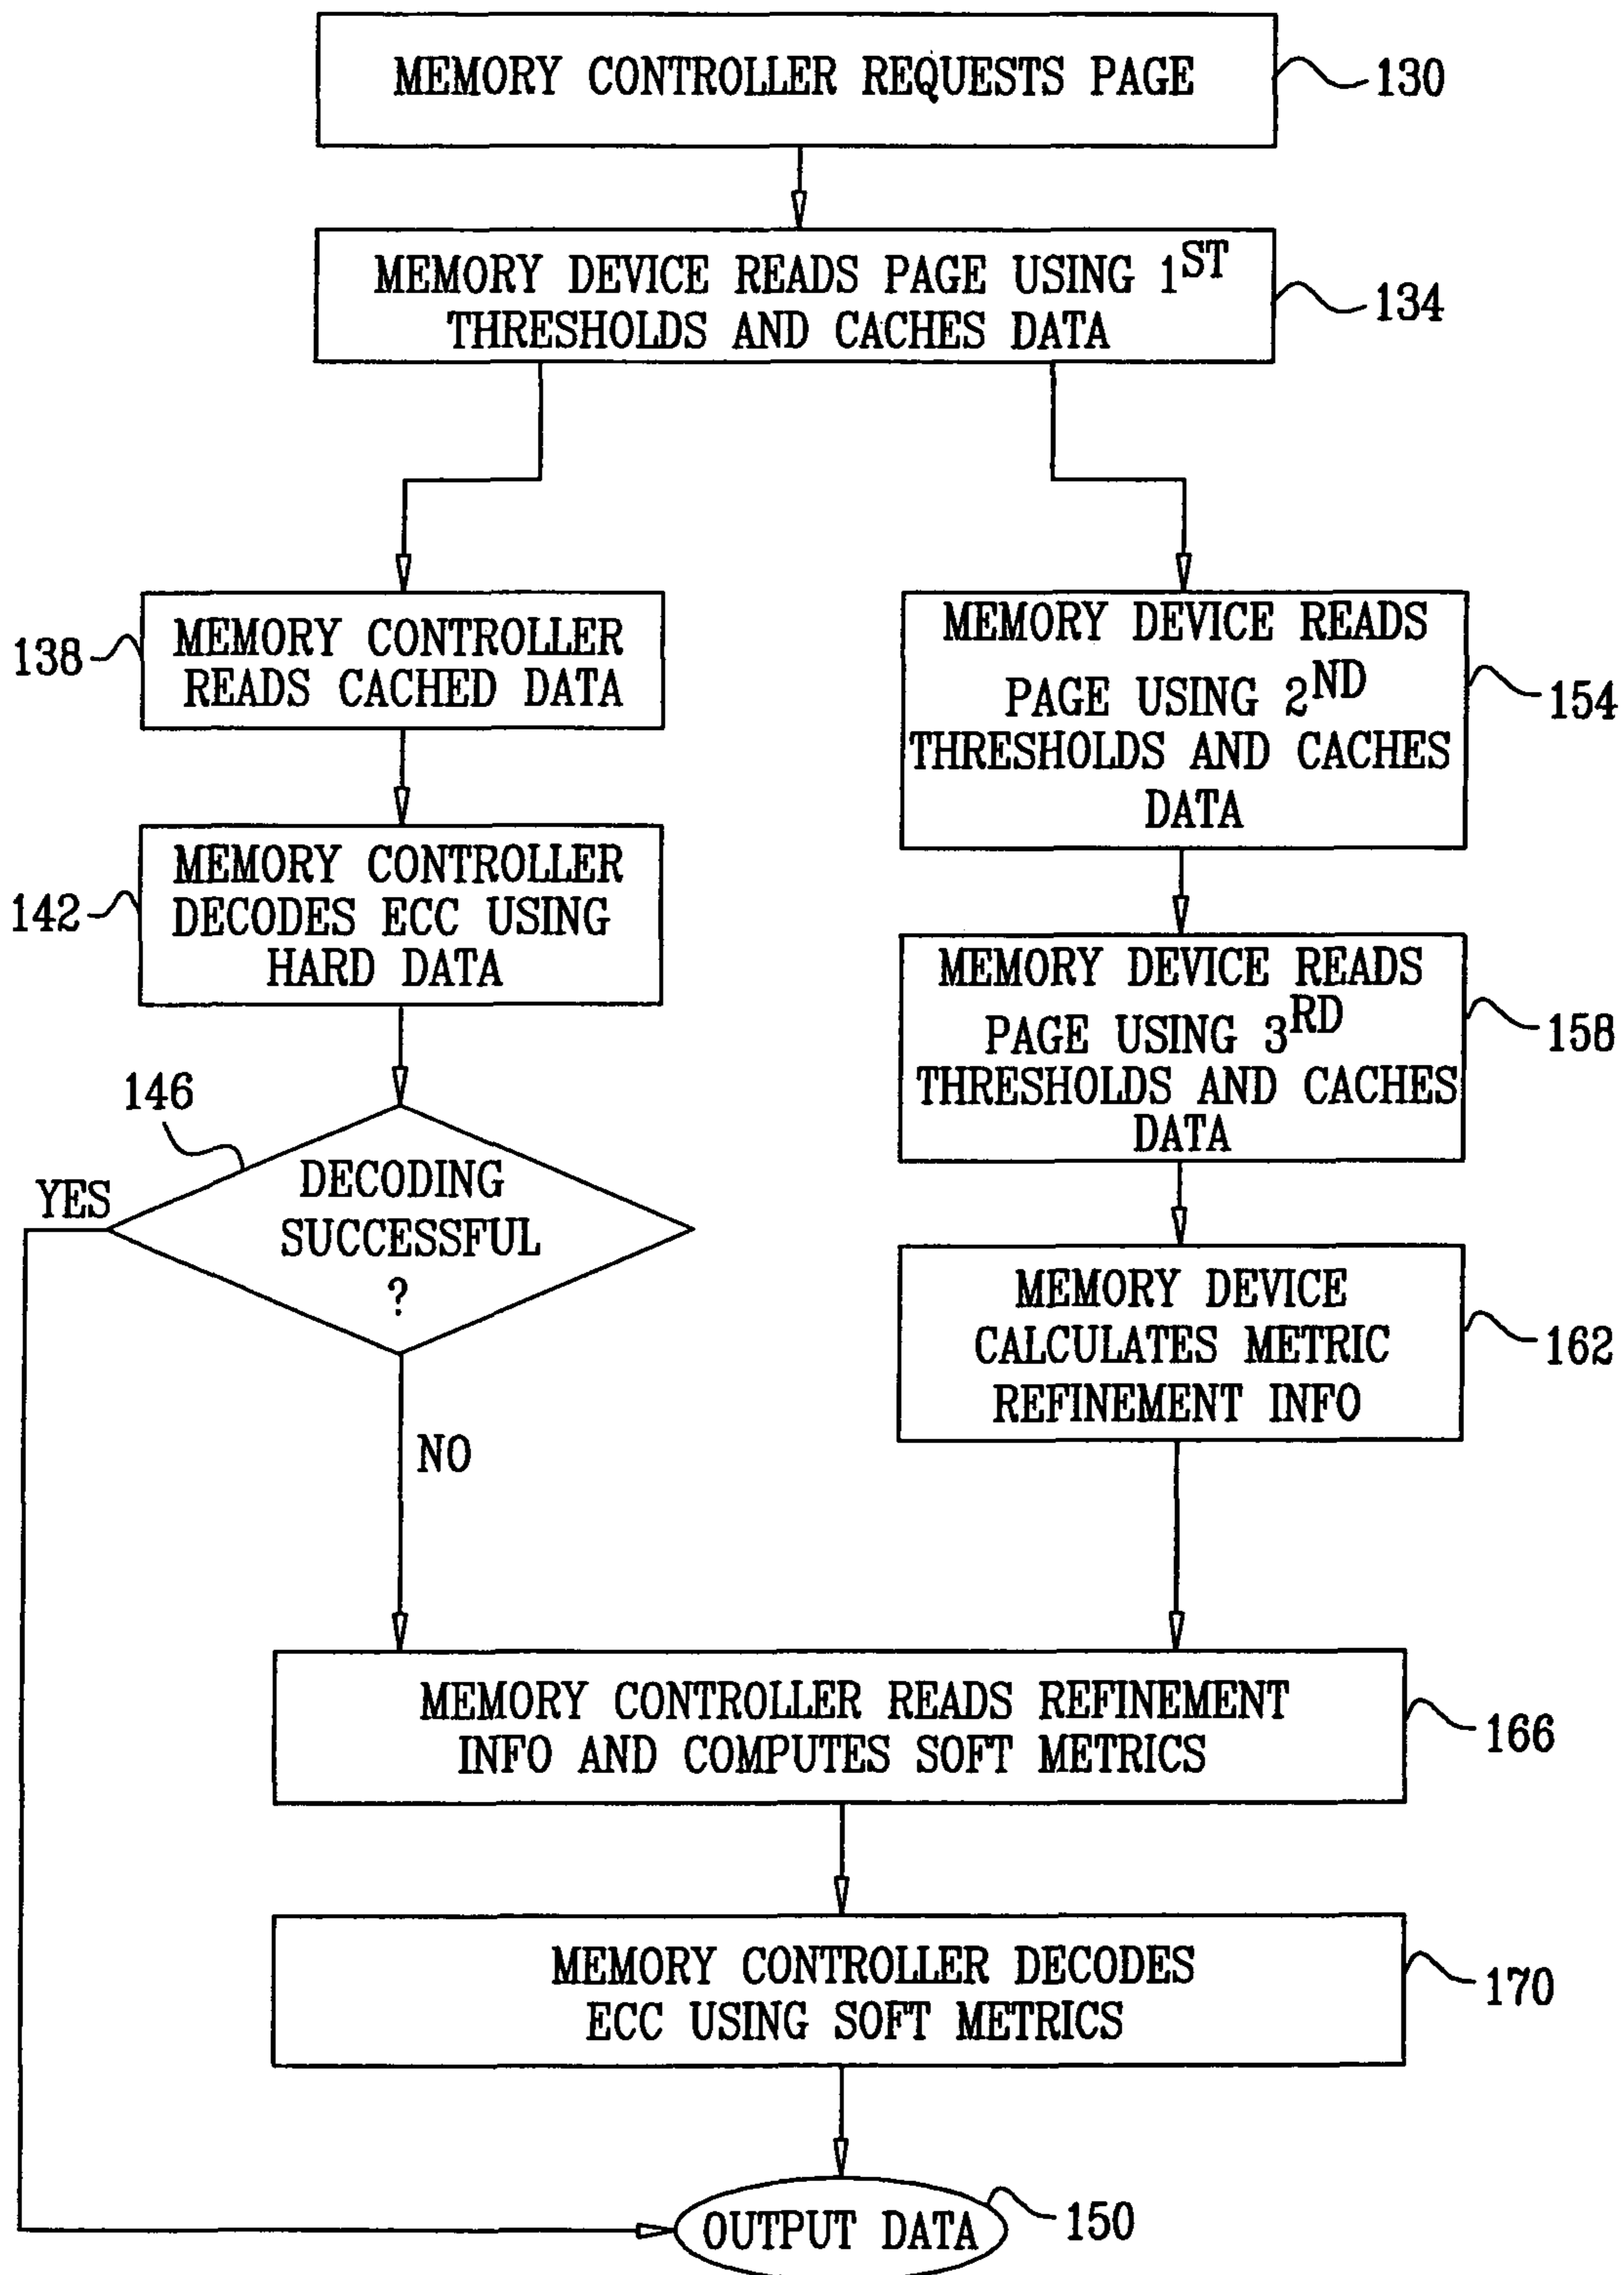 MEMORY CONTROLLER REQUESTS PAGE
130
MEMORY DEVICE READS PAGE USING 1ST
THRESHOLDS AND CACHES DATA
134
138
MEMORY CONTROLLER
READS CACHED DATA
142
MEMORY CONTROLLER
DECODES ECC USING
HARD DATA
146
YES
DECODING
SUCCESSFUL
?
NO
MEMORY DEVICE READS
PAGE USING 2ND
THRESHOLDS AND CACHES
DATA
154
MEMORY DEVICE READS
PAGE USING 3RD
THRESHOLDS AND CACHES
DATA
158
MEMORY DEVICE
CALCULATES METRIC
REFINEMENT INFO
162
MEMORY CONTROLLER READS REFINEMENT
INFO AND COMPUTES SOFT METRICS
166
MEMORY CONTROLLER DECODES
ECC USING SOFT METRICS
170
OUTPUT DATA
150